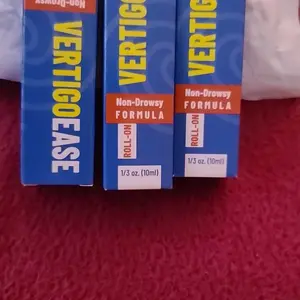 Non-Drowsy
VERTIGOEASE
VERTIGO
Non-Drowsy
FORMULA
ROLL-ON
1/3 oz. (10ml)
VERTIGO
Non-Drowsy
FORMULA
ROLL-ON
1/3 oz. (10ml)